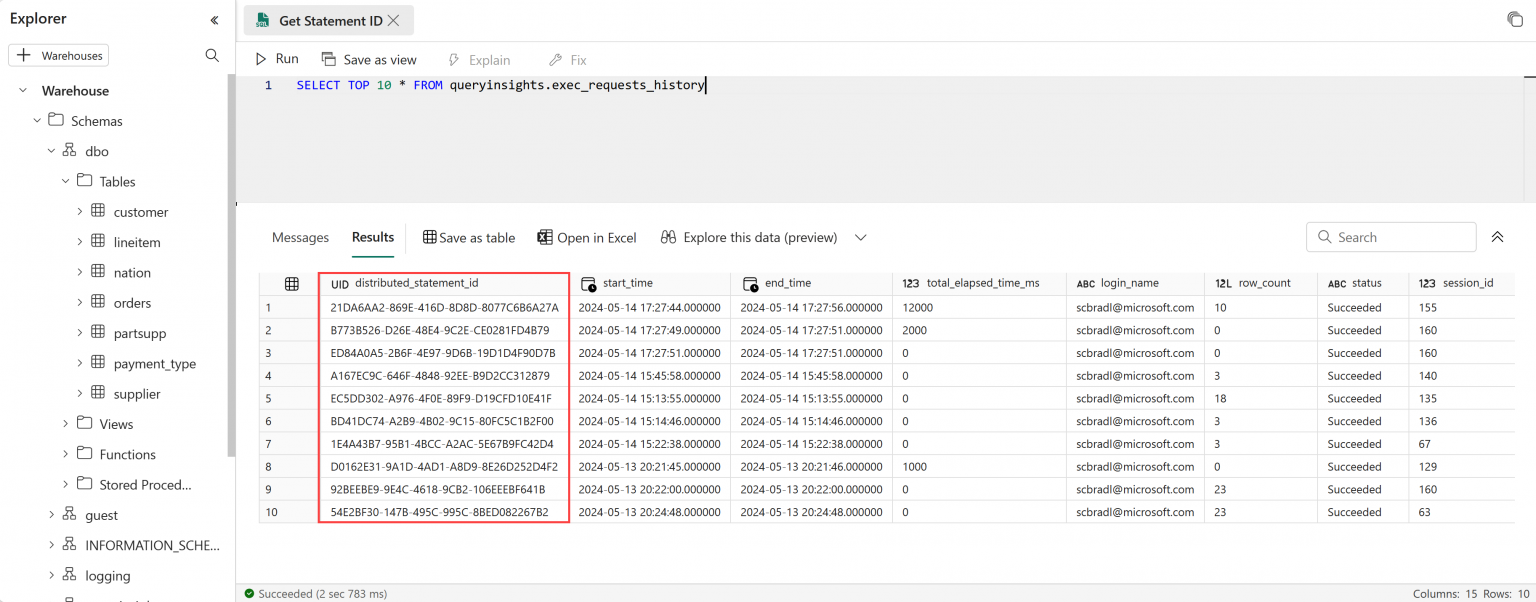 Explorer
Warehouses
Warehouse
Schemas
dbo
Tables
customer
lineitem
nation
orders
partsupp
payment_type
supplier
Views
Functions
Stored Proced...
guest
INFORMATION_SCHE...
logging
Get Statement ID
Run Save as view Explain Fix
1 SELECT TOP 10 * FROM queryinsights.exec_requests_history
Messages Results Save as table Open in Excel Explore this data (preview) Search
UID distributed_statement_id start_time end_time 123 total_elapsed_time_ms ABC login_name 12L row_count ABC status 123 session_id
1 21DA6AA2-869E-416D-8D8D-8077C6B6A27A 2024-05-14 17:27:44.000000 2024-05-14 17:27:56.000000 12000 scbradl@microsoft.com 10 Succeeded 155
2 B773B526-D26E-48E4-9C2E-CE0281FD4B79 2024-05-14 17:27:49.000000 2024-05-14 17:27:51.000000 2000 scbradl@microsoft.com 0 Succeeded 160
3 ED84A0A5-2B6F-4E97-9D6B-19D1D4F90D7B 2024-05-14 17:27:51.000000 2024-05-14 17:27:51.000000 0 scbradl@microsoft.com 0 Succeeded 160
4 A167EC9C-646F-4848-92EE-B9D2CC312879 2024-05-14 15:45:58.000000 2024-05-14 15:45:58.000000 0 scbradl@microsoft.com 3 Succeeded 140
5 EC5DD302-A976-4F0E-89F9-D19CFD10E41F 2024-05-14 15:13:55.000000 2024-05-14 15:13:55.000000 0 scbradl@microsoft.com 18 Succeeded 135
6 BD41DC74-A2B9-4B02-9C15-80FC5C1B2F00 2024-05-14 15:14:46.000000 2024-05-14 15:14:46.000000 0 scbradl@microsoft.com 3 Succeeded 136
7 1E4A43B7-95B1-4BCC-A2AC-5E67B9FC42D4 2024-05-14 15:22:38.000000 2024-05-14 15:22:38.000000 0 scbradl@microsoft.com 3 Succeeded 67
8 D0162E31-9A1D-4AD1-A8D9-8E26D252D4F2 2024-05-13 20:21:45.000000 2024-05-13 20:21:46.000000 1000 scbradl@microsoft.com 0 Succeeded 129
9 92BEEBE9-9E4C-4618-9CB2-106EEEBF641B 2024-05-13 20:22:00.000000 2024-05-13 20:22:00.000000 0 scbradl@microsoft.com 23 Succeeded 160
10 54E2BF30-147B-495C-995C-8BED082267B2 2024-05-13 20:24:48.000000 2024-05-13 20:24:48.000000 0 scbradl@microsoft.com 23 Succeeded 63
Succeeded (2 sec 783 ms) Columns: 15 Rows: 10